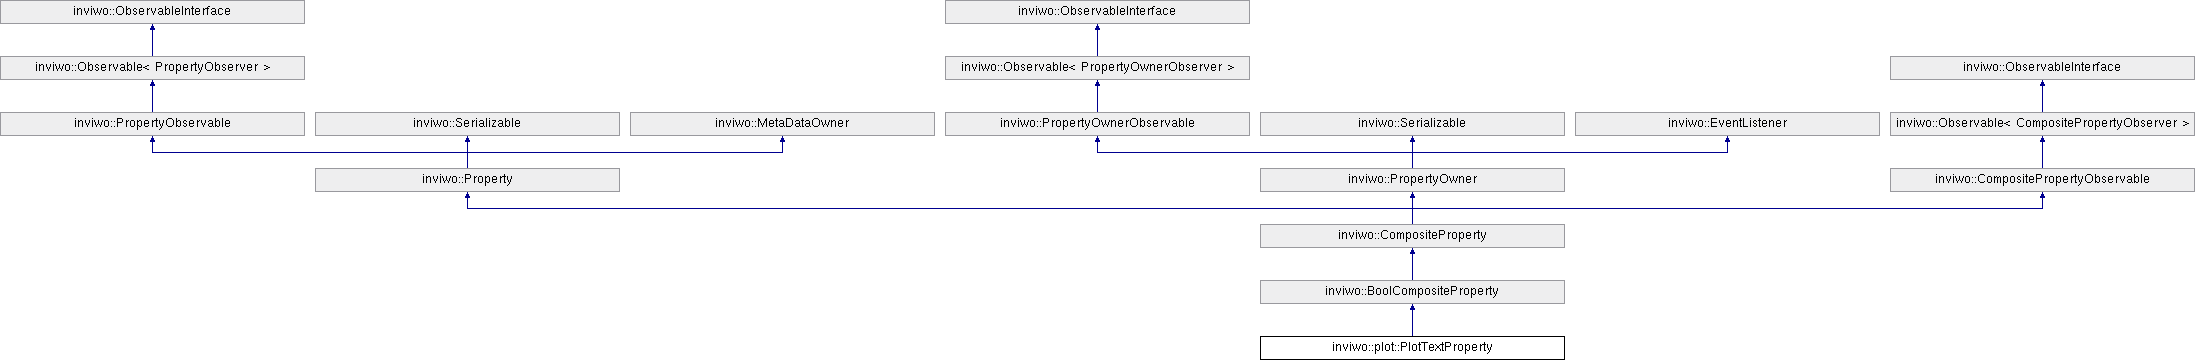 inviwo::ObservableInterface
inviwo::ObservableInterface
inviwo::Observable< PropertyObserver >
inviwo::Observable< PropertyOwnerObserver >
inviwo::ObservableInterface
inviwo::PropertyObservable
inviwo::Serializable
inviwo::MetaDataOwner
inviwo::PropertyOwnerObservable
inviwo::Serializable
inviwo::EventListener
inviwo::Observable< CompositePropertyObserver >
inviwo::Property
inviwo::PropertyOwner
inviwo::CompositePropertyObservable
inviwo::CompositeProperty
inviwo::BoolCompositeProperty
inviwo::plot::PlotTextProperty